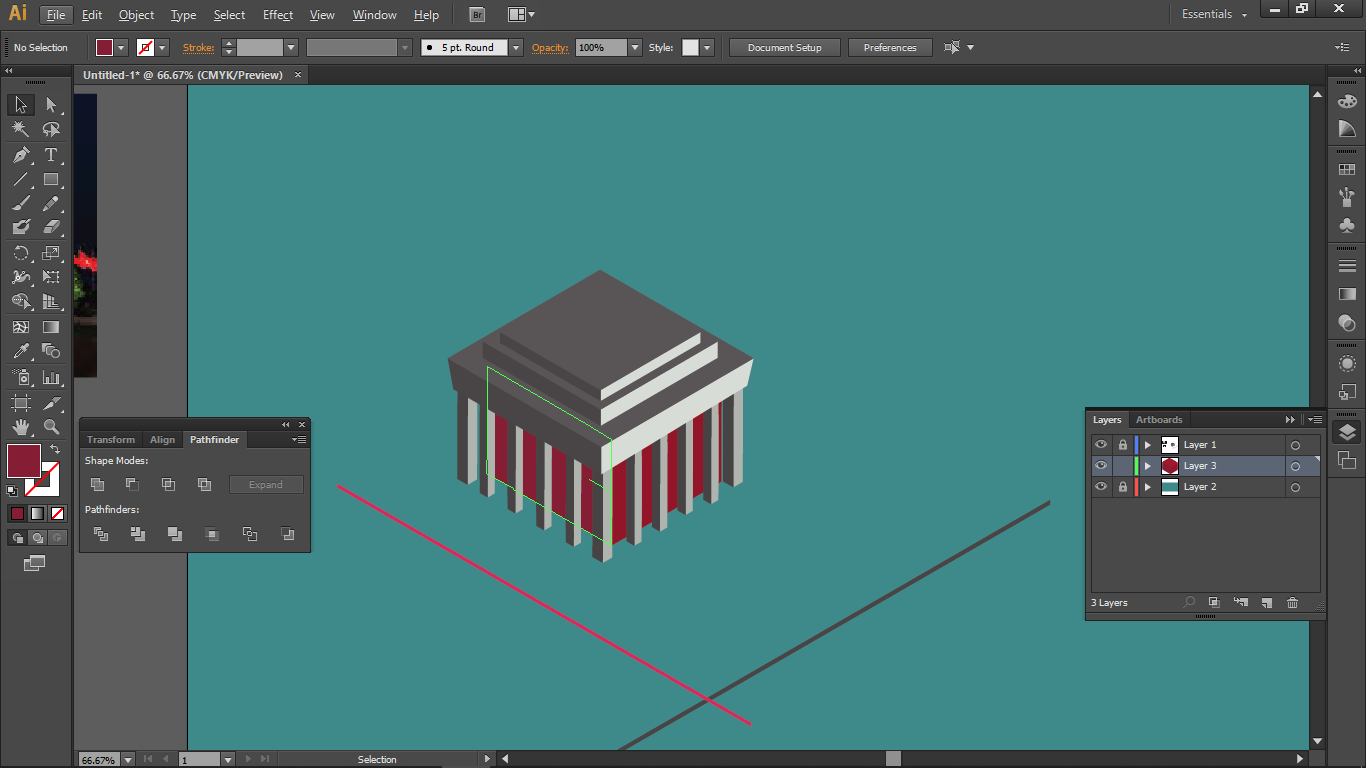 Ai File Edit Object Type Select Effect View Window Help Br Essentials
No Selection Stroke: 5 pt. Round Opacity: 100% Style: Document Setup Preferences
Untitled-1* @ 66.67% (CMYK/Preview)
Transform Align Pathfinder
Shape Modes:
Expand
Pathfinders:
Layers Artboards
Layer 1
Layer 3
Layer 2
3 Layers
66.67% 1 Selection